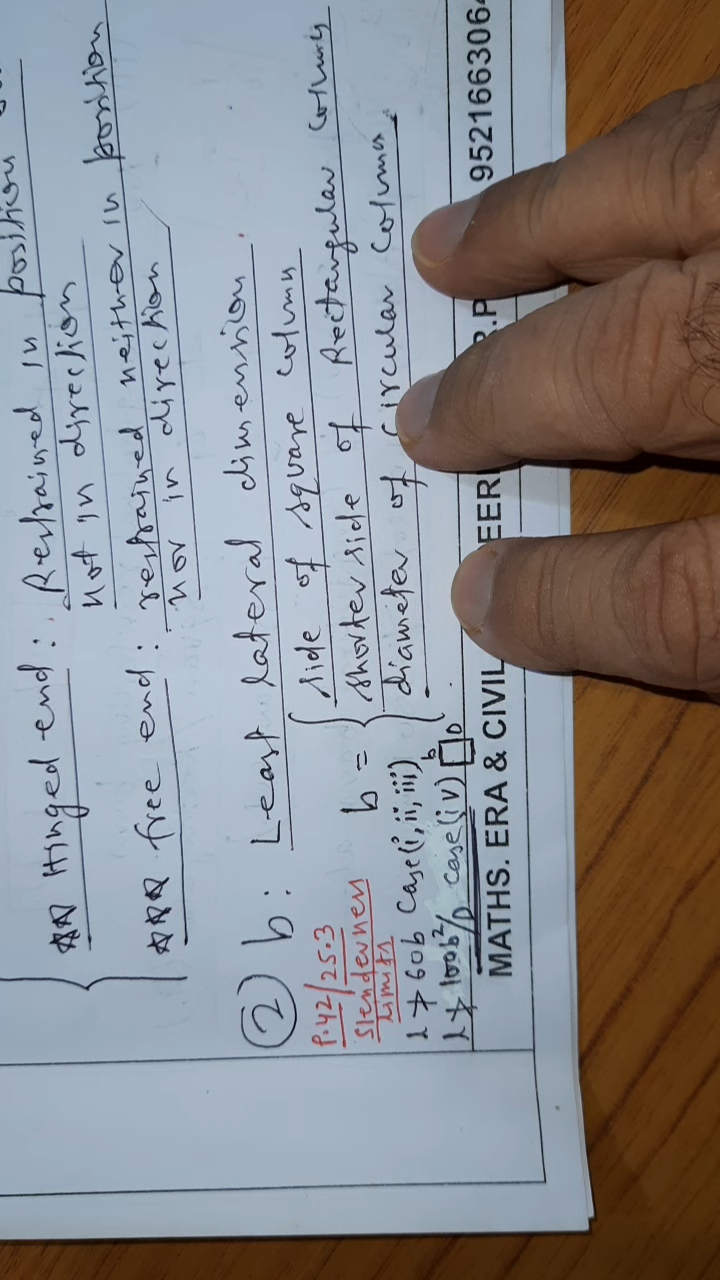 ** Hinged end: Restrained in position
not in direction
*** free end: restrained neither in position
nor in direction
② b: Least lateral dimension.
b = { side of square column
shorter side of Rectangular column
diameter of Circular Column.
P.42/25.3
Slenderness
Limits
l ≯ 60b Case(i, ii, iii)
l ≯ 100b²/D case(iv) b D
MATHS. ERA & CIVIL EER R.P 952166306